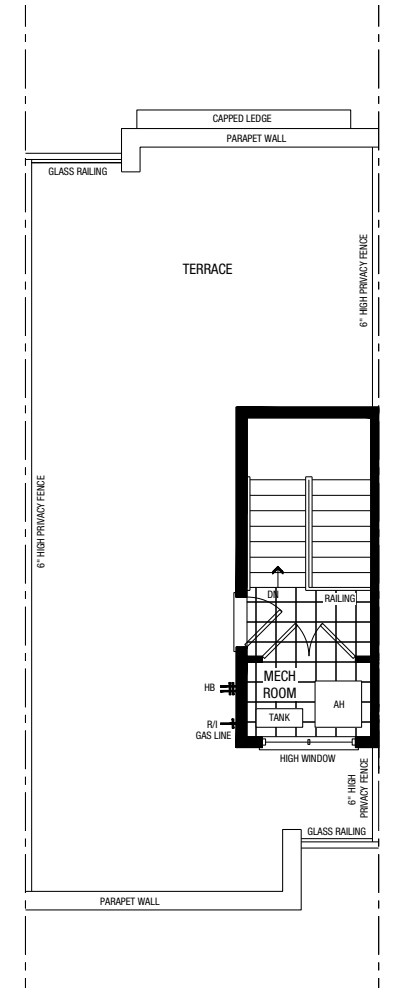 CAPPED LEDGE
PARAPET WALL
GLASS RAILING
TERRACE
6" HIGH PRIVACY FENCE
6" HIGH PRIVACY FENCE
DN
RAILING
MECH
ROOM
HB
AH
TANK
R/I
GAS LINE
HIGH WINDOW
6" HIGH
PRIVACY FENCE
GLASS RAILING
PARAPET WALL